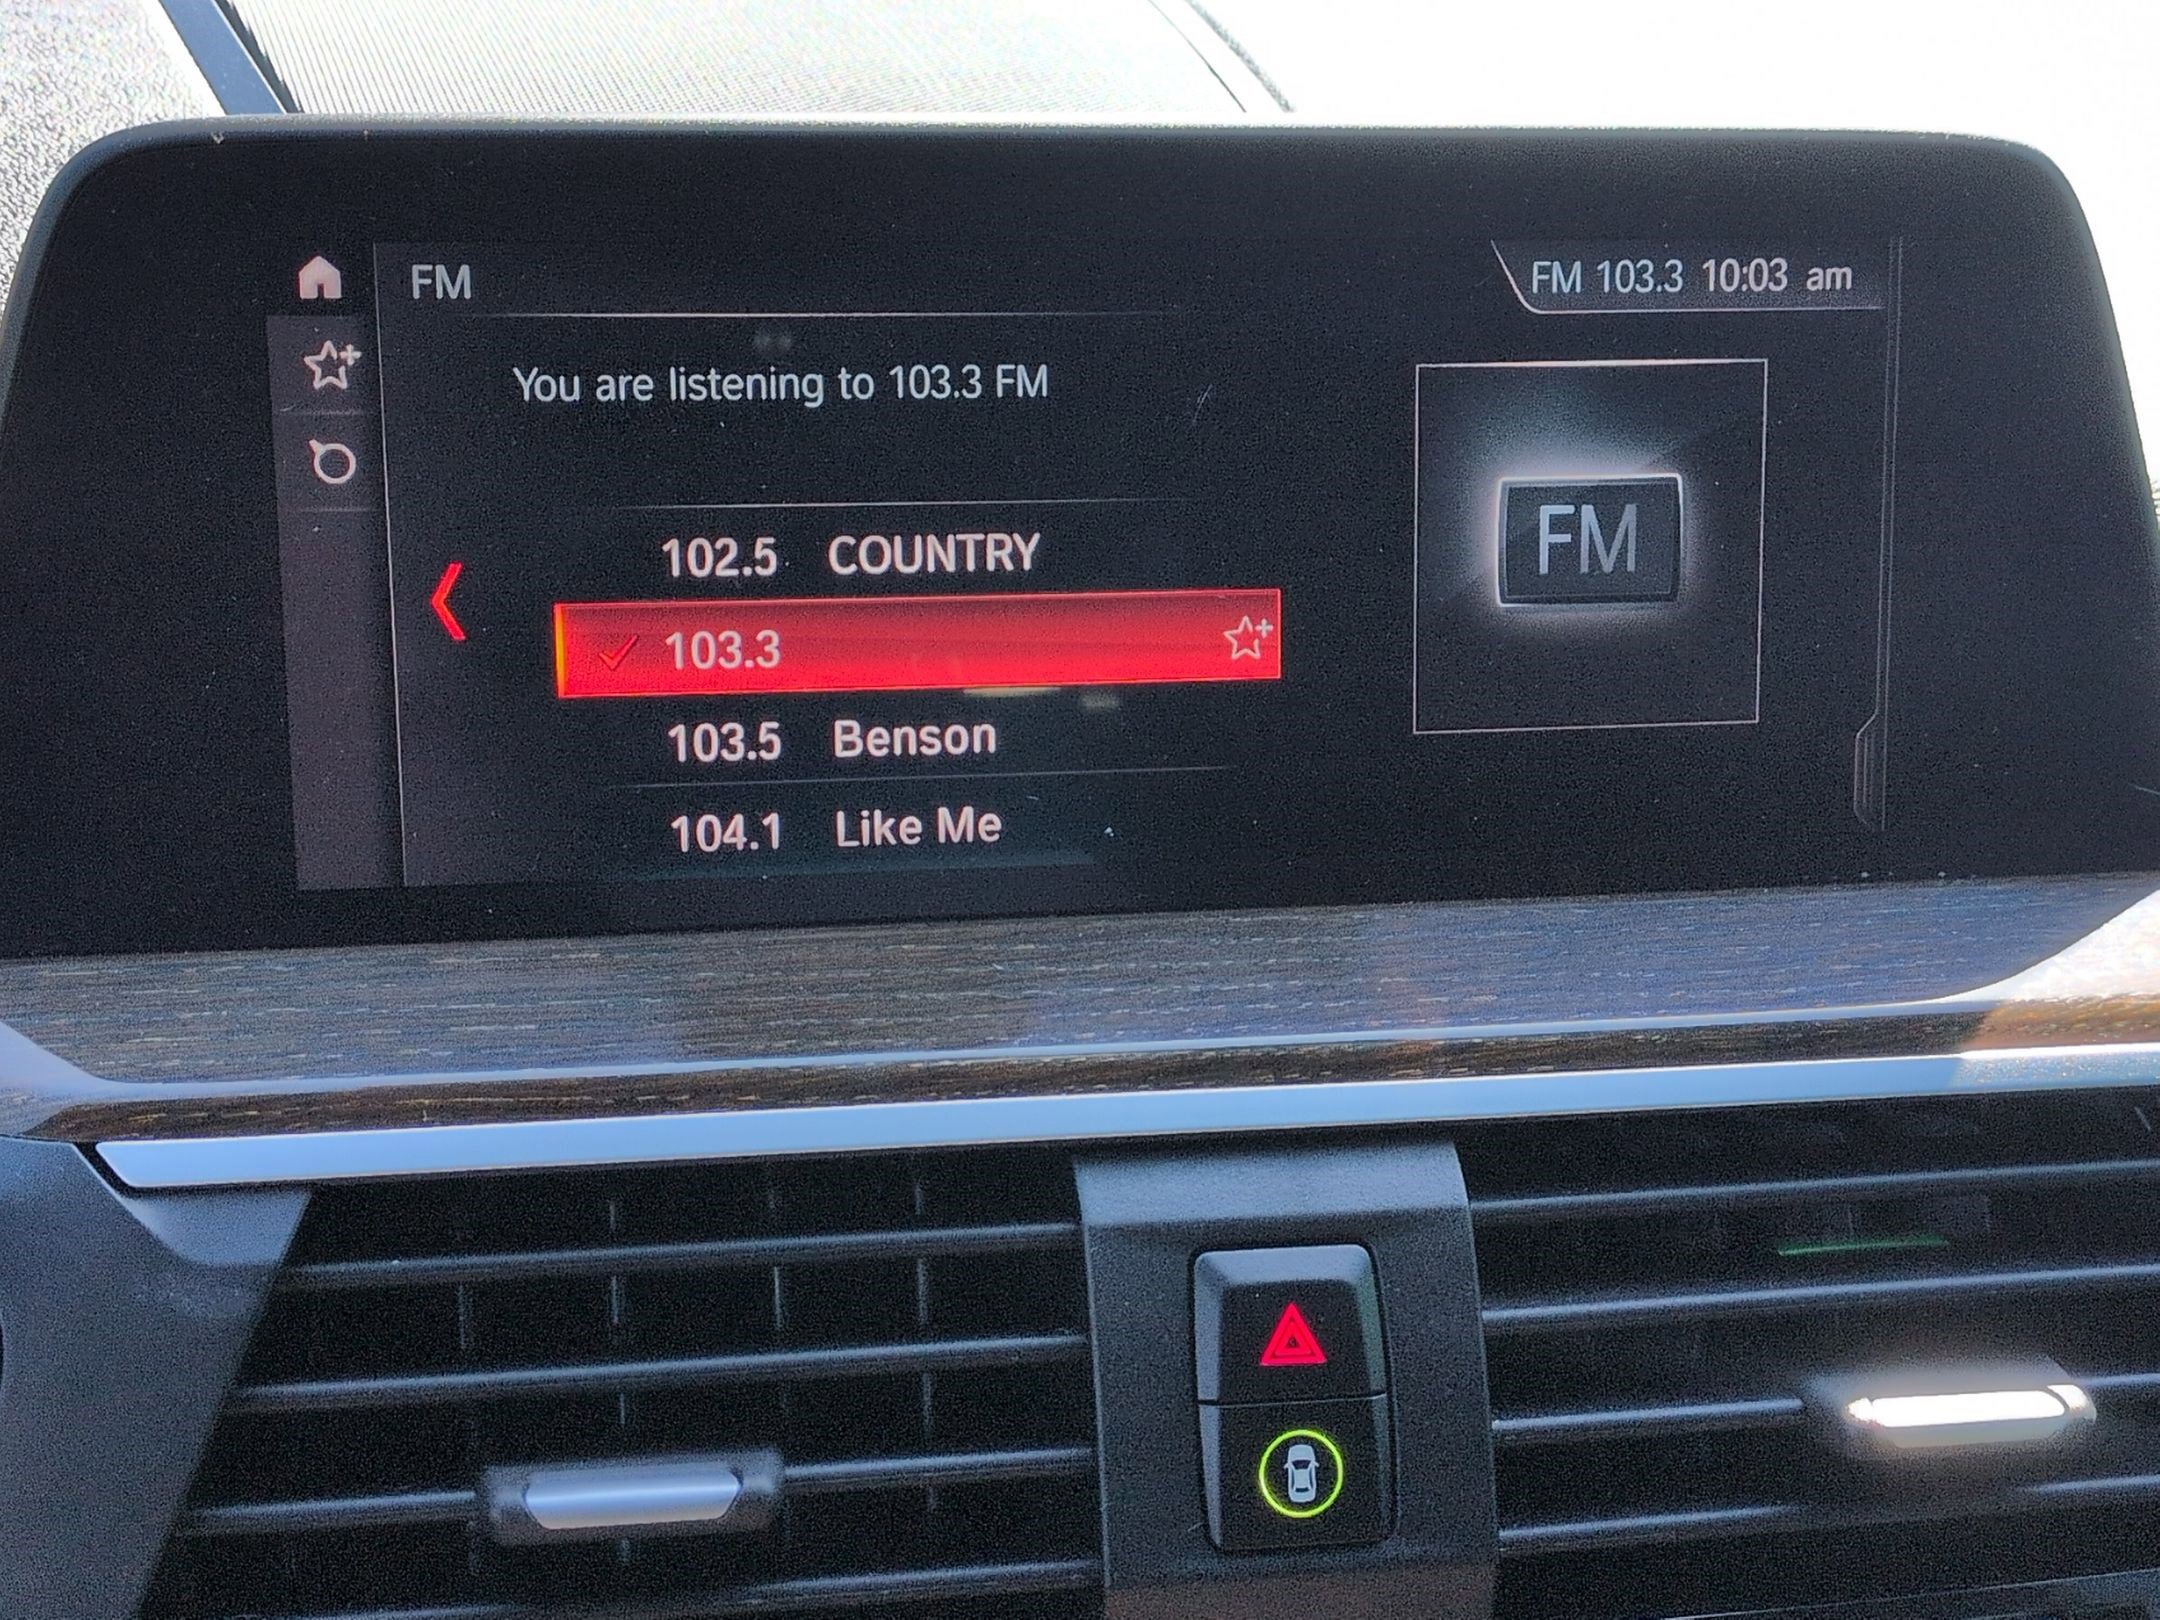 FM
FM 103.3 10:03 am
You are listening to 103.3 FM
102.5 COUNTRY
103.3
103.5 Benson
104.1 Like Me
FM